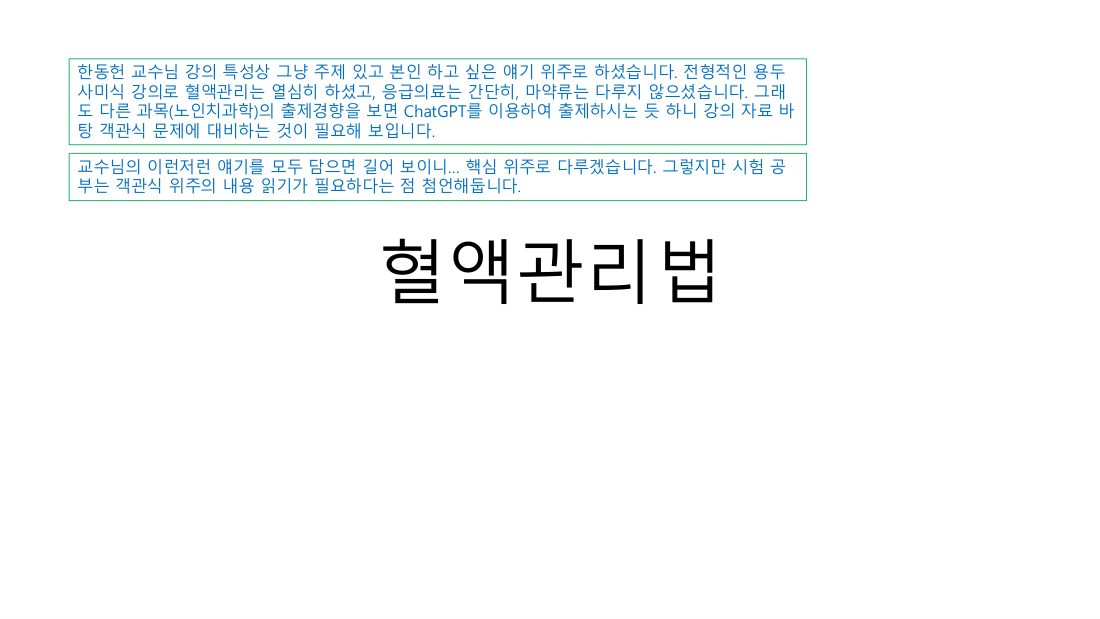 한동헌 교수님 강의 특성상 그냥 주제 있고 본인 하고 싶은 얘기 위주로 하셨습니다. 전형적인 용두
사미식 강의로 혈액관리는 열심히 하셨고, 응급의료는 간단히, 마약류는 다루지 않으셨습니다. 그래
도 다른 과목(노인치과학)의 출제경향을 보면 ChatGPT를 이용하여 출제하시는 듯 하니 강의 자료 바
탕 객관식 문제에 대비하는 것이 필요해 보입니다.
교수님의 이런저런 얘기를 모두 담으면 길어 보이니... 핵심 위주로 다루겠습니다. 그렇지만 시험 공
부는 객관식 위주의 내용 읽기가 필요하다는 점 첨언해둡니다.
혈액관리법